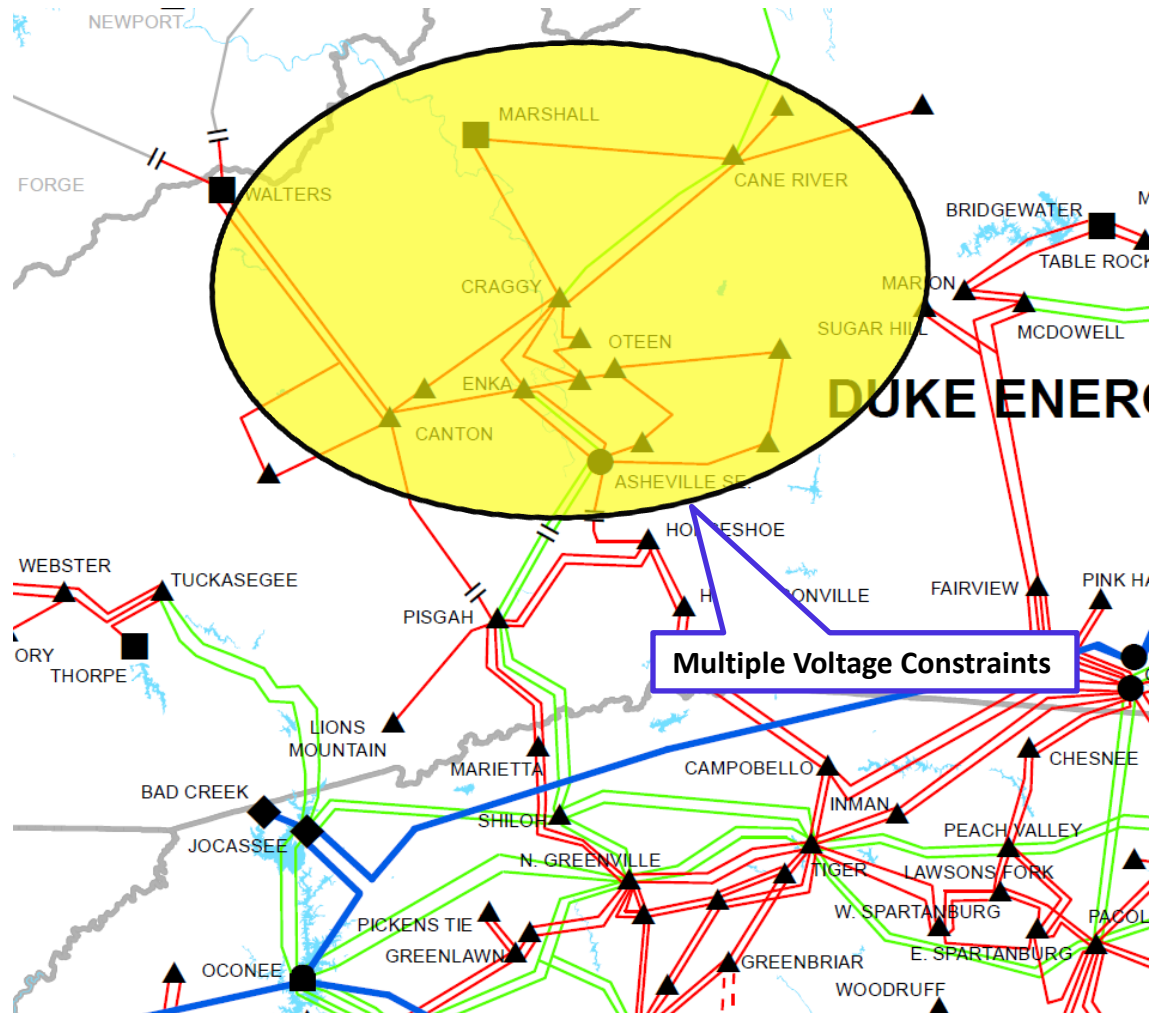 NEWPORT
MARSHALL
FORGE
WALTERS
CANE RIVER
BRIDGEWATER
TABLE ROCK
CRAGGY
MARION
SUGAR HILL
MCDOWELL
OTEEN
ENKA
DUKE ENERG
CANTON
ASHEVILLE SE.
HORSESHOE
WEBSTER
TUCKASEGEE
FAIRVIEW
PINK HA
H ONVILLE
PISGAH
ORY
THORPE
Multiple Voltage Constraints
LIONS
MOUNTAIN
MARIETTA
CAMPOBELLO
CHESNEE
BAD CREEK
INMAN
SHILOH
PEACH VALLEY
JOCASSEE
N. GREENVILLE
TIGER
LAWSONS FORK
W. SPARTANBURG
PACOL
PICKENS TIE
GREENLAWN
E. SPARTANBURG
OCONEE
GREENBRIAR
WOODRUFF